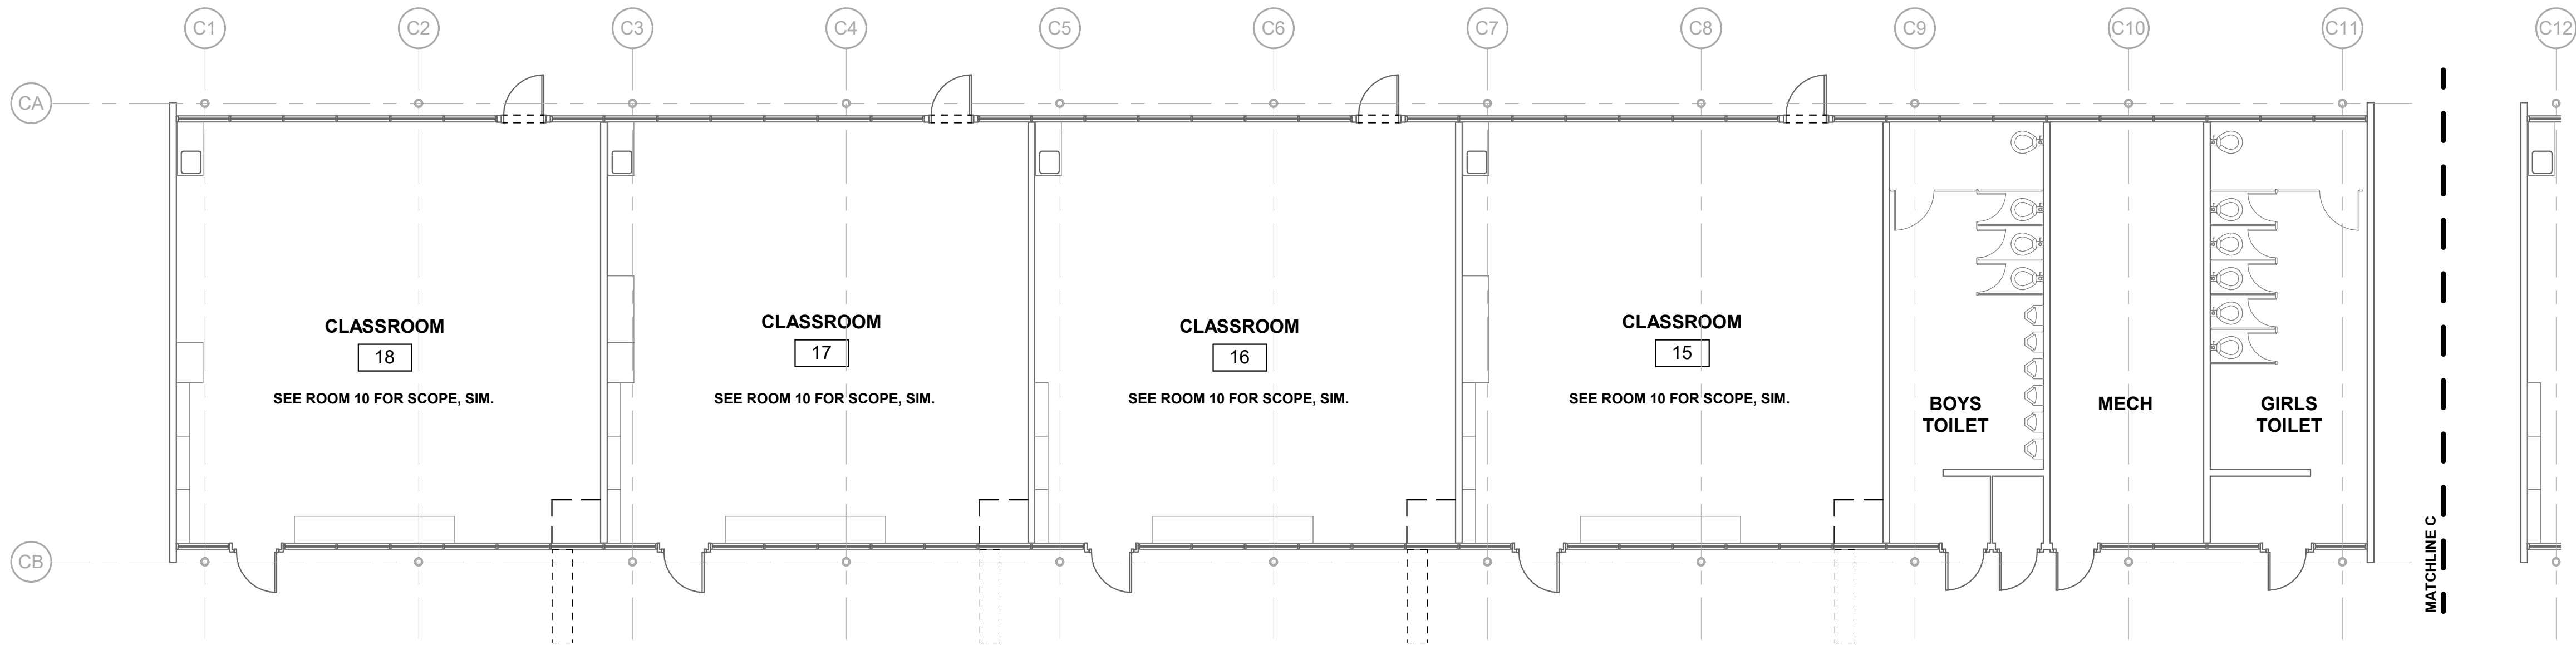 C1 C2 C3 C4 C5 C6 C7 C8 C9 C10 C11 C12
CA
CLASSROOM
18
SEE ROOM 10 FOR SCOPE, SIM.
CLASSROOM
17
SEE ROOM 10 FOR SCOPE, SIM.
CLASSROOM
16
SEE ROOM 10 FOR SCOPE, SIM.
CLASSROOM
15
SEE ROOM 10 FOR SCOPE, SIM.
BOYS
TOILET
MECH
GIRLS
TOILET
MATCHLINE C
CB